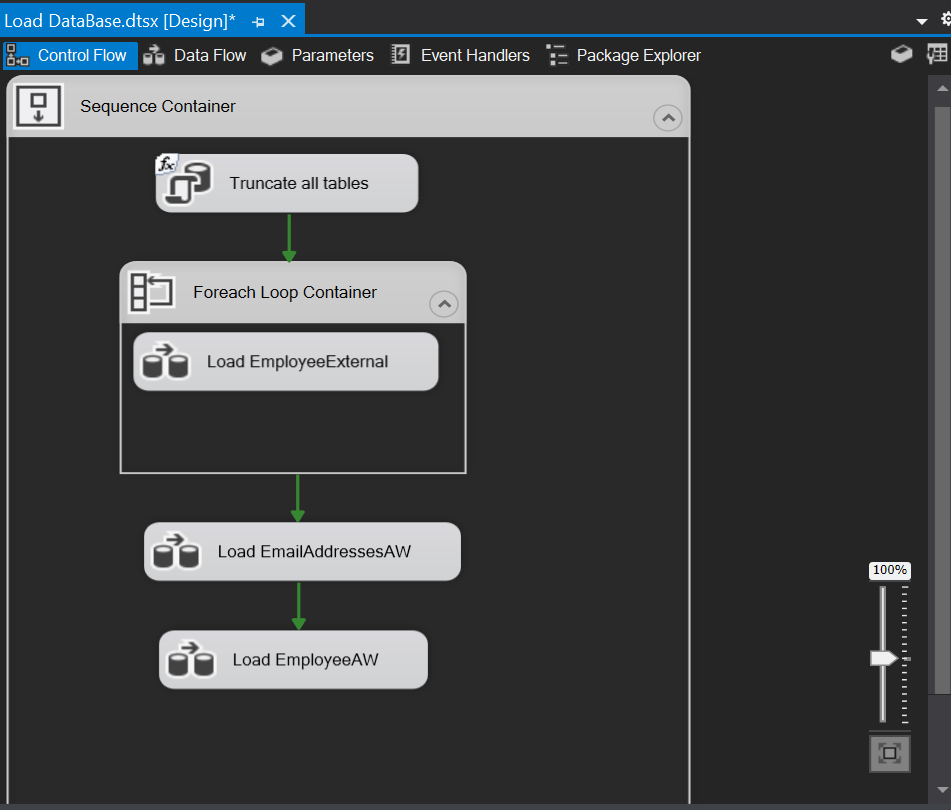 Load DataBase.dtsx [Design]*
Control Flow
Data Flow
Parameters
Event Handlers
Package Explorer
Sequence Container
fx
Truncate all tables
Foreach Loop Container
Load EmployeeExternal
Load EmailAddressesAW
100%
Load EmployeeAW